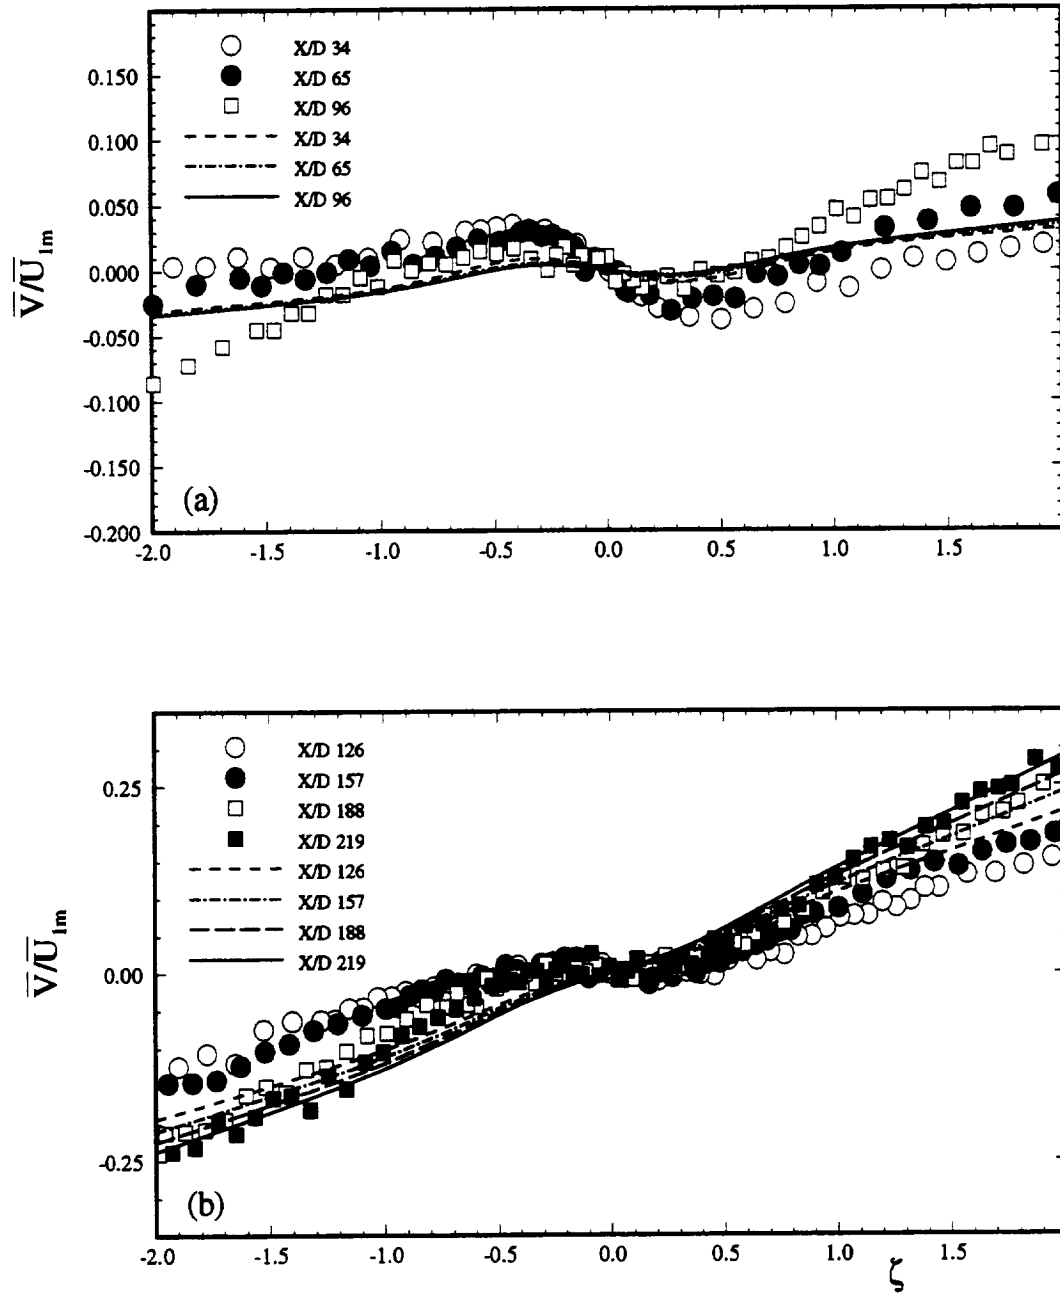 0.150
0.100
0.050
0.000
-0.050
-0.100
-0.150
-0.200
V/U1m
X/D 34
X/D 65
X/D 96
X/D 34
X/D 65
X/D 96
(a)
-2.0 -1.5 -1.0 -0.5 0.0 0.5 1.0 1.5
0.25
0.00
-0.25
V/U1m
X/D 126
X/D 157
X/D 188
X/D 219
X/D 126
X/D 157
X/D 188
X/D 219
(b)
-2.0 -1.5 -1.0 -0.5 0.0 0.5 1.0 1.5
ζ